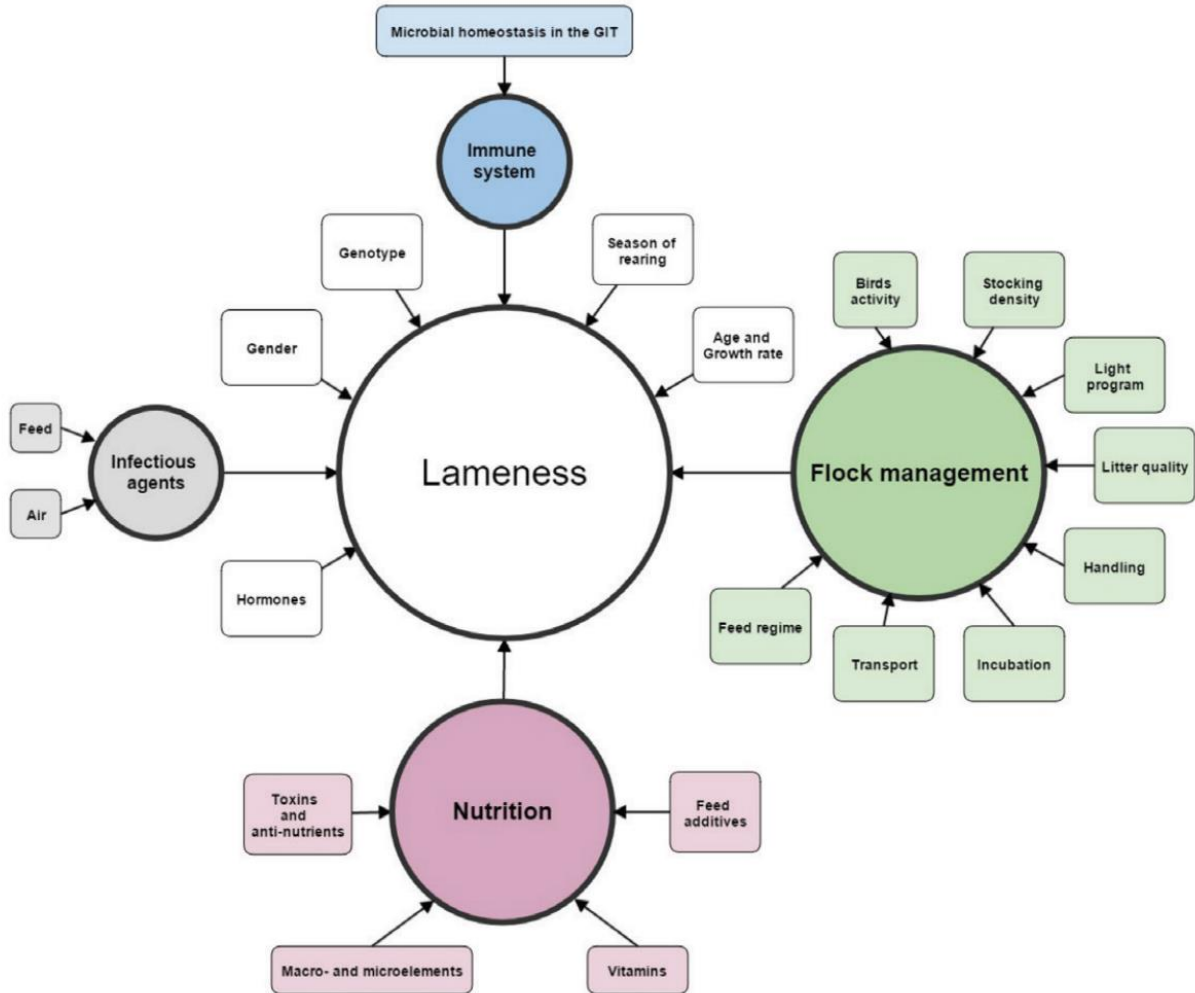 Microbial homeostasis in the GIT
Immune
system
Genotype
Season of
rearing
Gender
Age and
Growth rate
Birds
activity
Stocking
density
Light
program
Feed
Infectious
agents
Air
Lameness
Flock management
Litter quality
Handling
Hormones
Feed regime
Transport
Incubation
Toxins
and
anti-nutrients
Nutrition
Feed
additives
Macro- and microelements
Vitamins